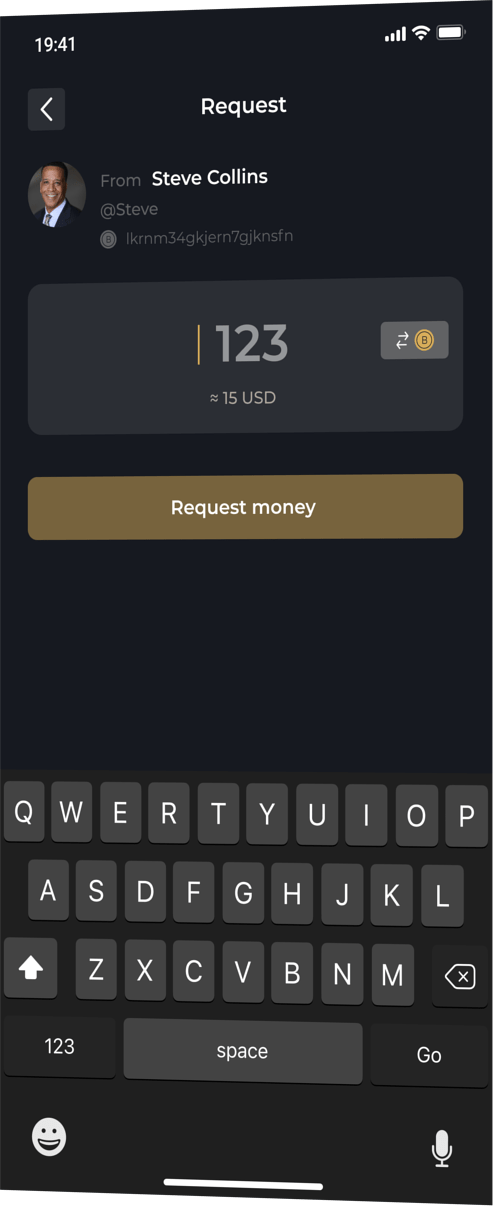 19:41
Request
From Steve Collins
@Steve
lkrnm34gkjern7gjknsfn
123
B
≈ 15 USD
Request money
Q W E R T Y U I O P
A S D F G H J K L
Z X C V B N M
123 space Go